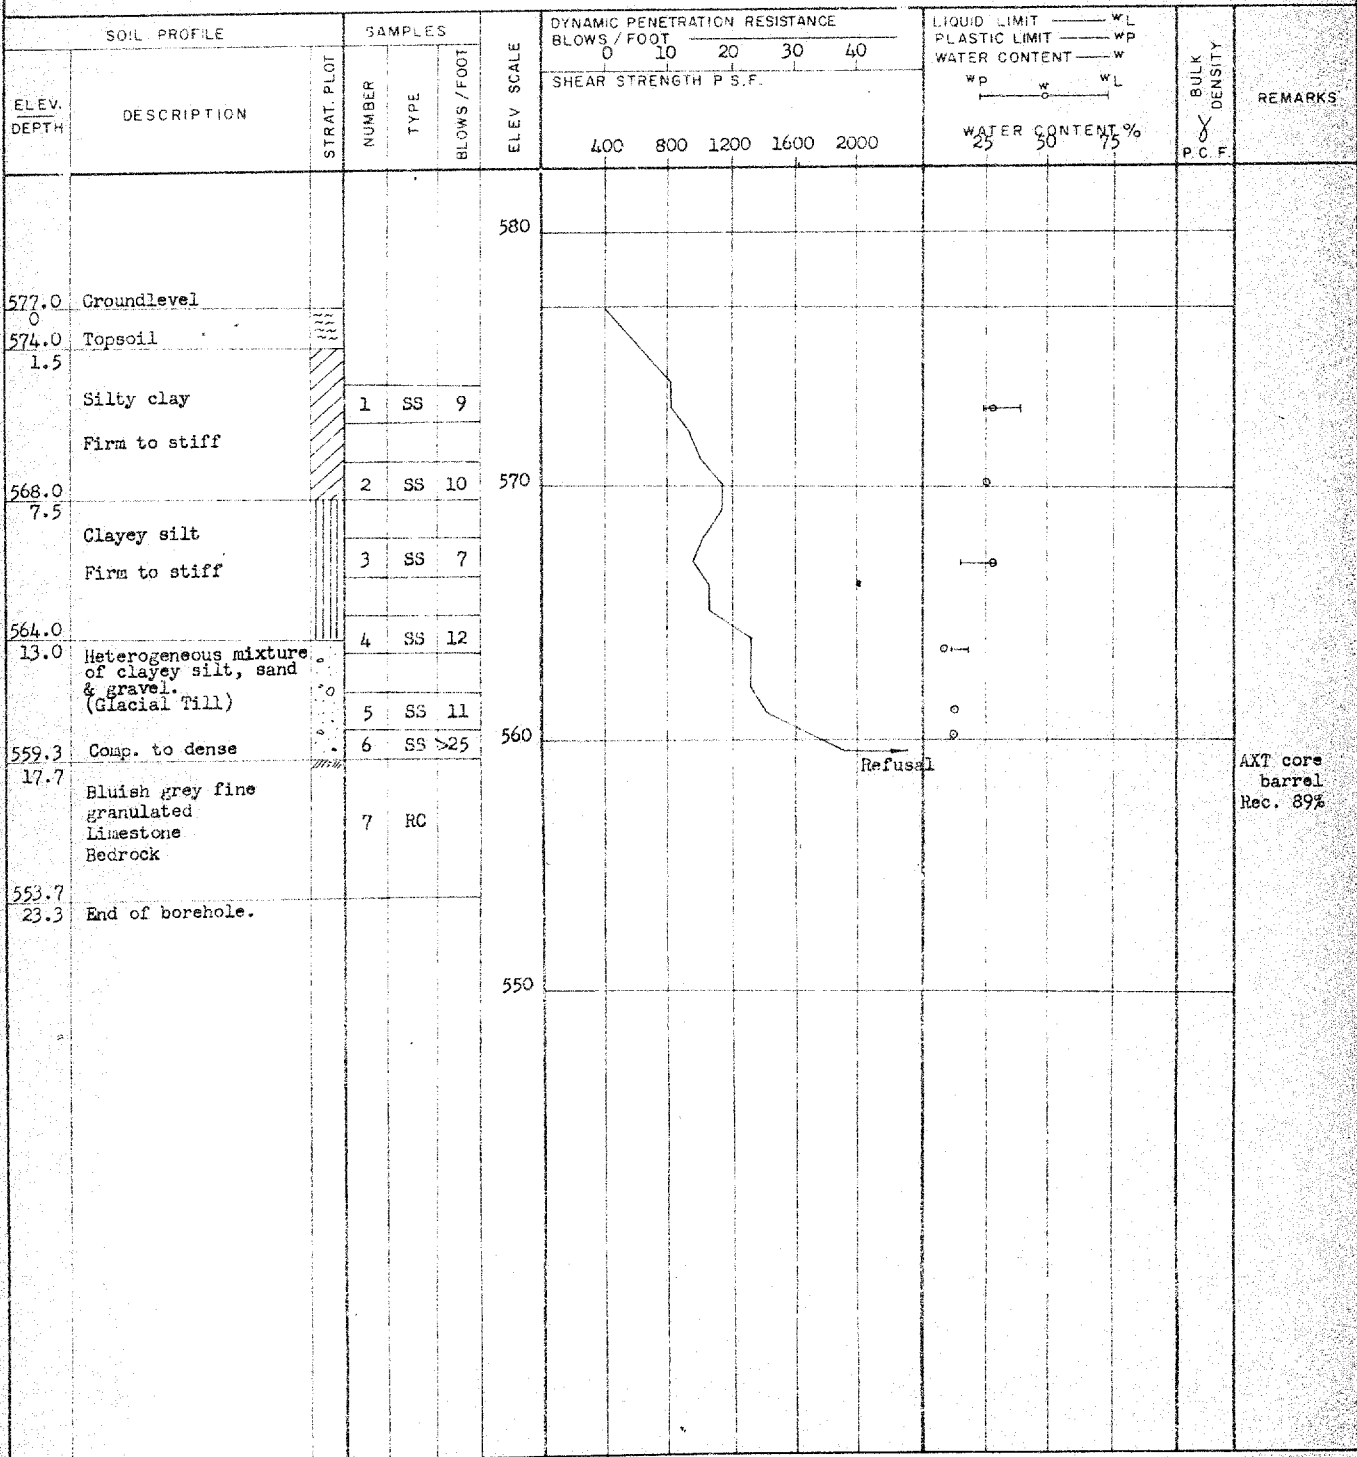 SOIL PROFILE
SAMPLES
ELEV SCALE
DYNAMIC PENETRATION RESISTANCE
BLOWS / FOOT
0 10 20 30 40
SHEAR STRENGTH P.S.F.
400 800 1200 1600 2000
LIQUID LIMIT WL
PLASTIC LIMIT WP
WATER CONTENT W
WP W WL
WATER CONTENT %
25 50 75
BULK DENSITY
γ
P.C.F.
REMARKS
ELEV.
DEPTH
DESCRIPTION
STRAT. PLOT
NUMBER
TYPE
BLOWS / FOOT
580
577.0 Groundlevel
0
574.0 Topsoil
1.5
Silty clay
1 SS 9
Firm to stiff
2 SS 10
570
568.0
7.5
Clayey silt
3 SS 7
Firm to stiff
564.0
4 SS 12
13.0 Heterogeneous mixture
of clayey silt, sand
& gravel.
(Glacial Till)
5 SS 11
560
559.3 Comp. to dense
6 SS >25
Refusal
17.7
AXT core
barrel
Rec. 89%
Bluish grey fine
granulated
Limestone
Bedrock
7 RC
553.7
23.3 End of borehole.
550